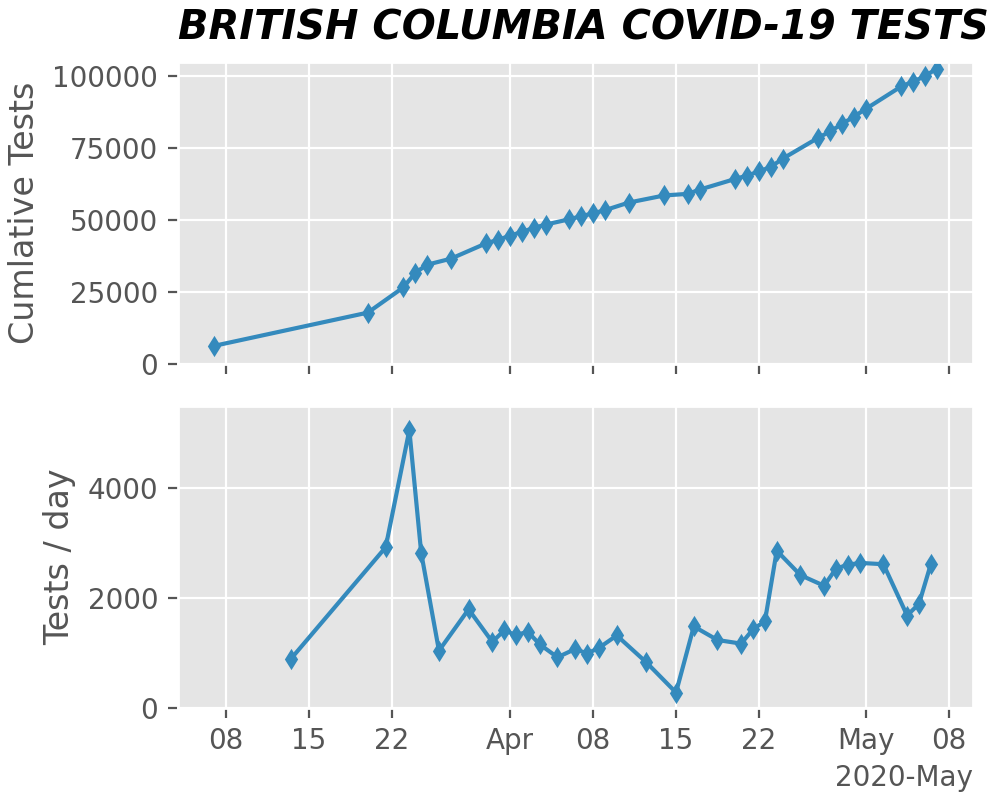 BRITISH COLUMBIA COVID-19 TESTS
100000
75000
50000
25000
0
Cumlative Tests
4000
2000
0
Tests / day
08 15 22 Apr 08 15 22 May 08
2020-May